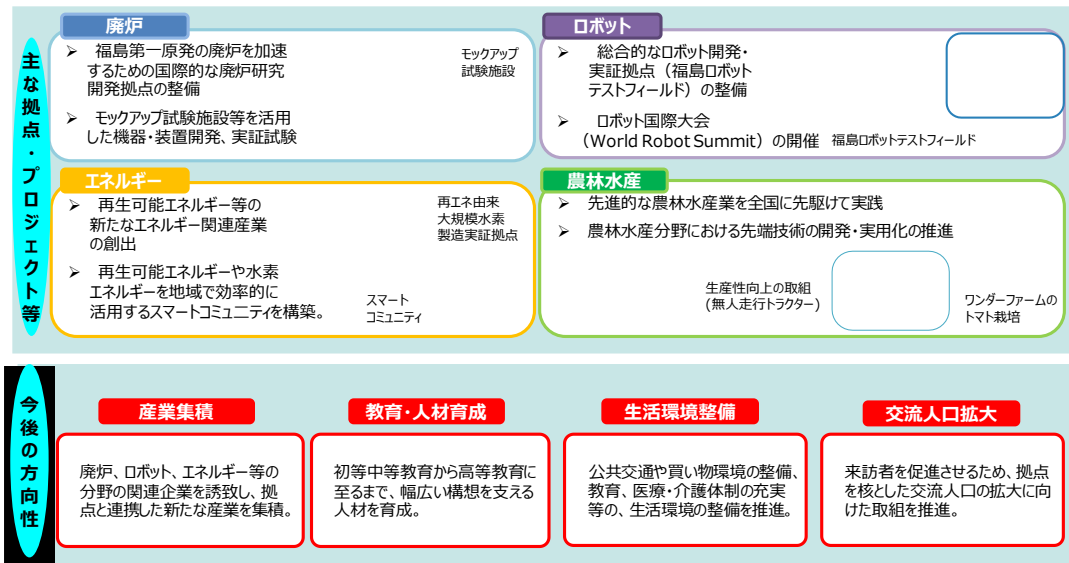 主な拠点・プロジェクト等
廃炉
➢ 福島第一原発の廃炉を加速
するための国際的な廃炉研究
開発拠点の整備
➢ モックアップ試験施設等を活用
した機器・装置開発、実証試験
モックアップ
試験施設
ロボット
➢ 総合的なロボット開発・
実証拠点（福島ロボット
テストフィールド）の整備
➢ ロボット国際大会
（World Robot Summit）の開催
福島ロボットテストフィールド
エネルギー
➢ 再生可能エネルギー等の
新たなエネルギー関連産業
の創出
➢ 再生可能エネルギーや水素
エネルギーを地域で効率的に
活用するスマートコミュニティを構築。
再エネ由来
大規模水素
製造実証拠点
スマート
コミュニティ
農林水産
➢ 先進的な農林水産業を全国に先駆けて実践
➢ 農林水産分野における先端技術の開発・実用化の推進
生産性向上の取組
(無人走行トラクター)
ワンダーファームの
トマト栽培
今後の方向性
産業集積
廃炉、ロボット、エネルギー等の
分野の関連企業を誘致し、拠
点と連携した新たな産業を集積。
教育・人材育成
初等中等教育から高等教育に
至るまで、幅広い構想を支える
人材を育成。
生活環境整備
公共交通や買い物環境の整備、
教育、医療・介護体制の充実
等の、生活環境の整備を推進。
交流人口拡大
来訪者を促進させるため、拠点
を核とした交流人口の拡大に向
けた取組を推進。